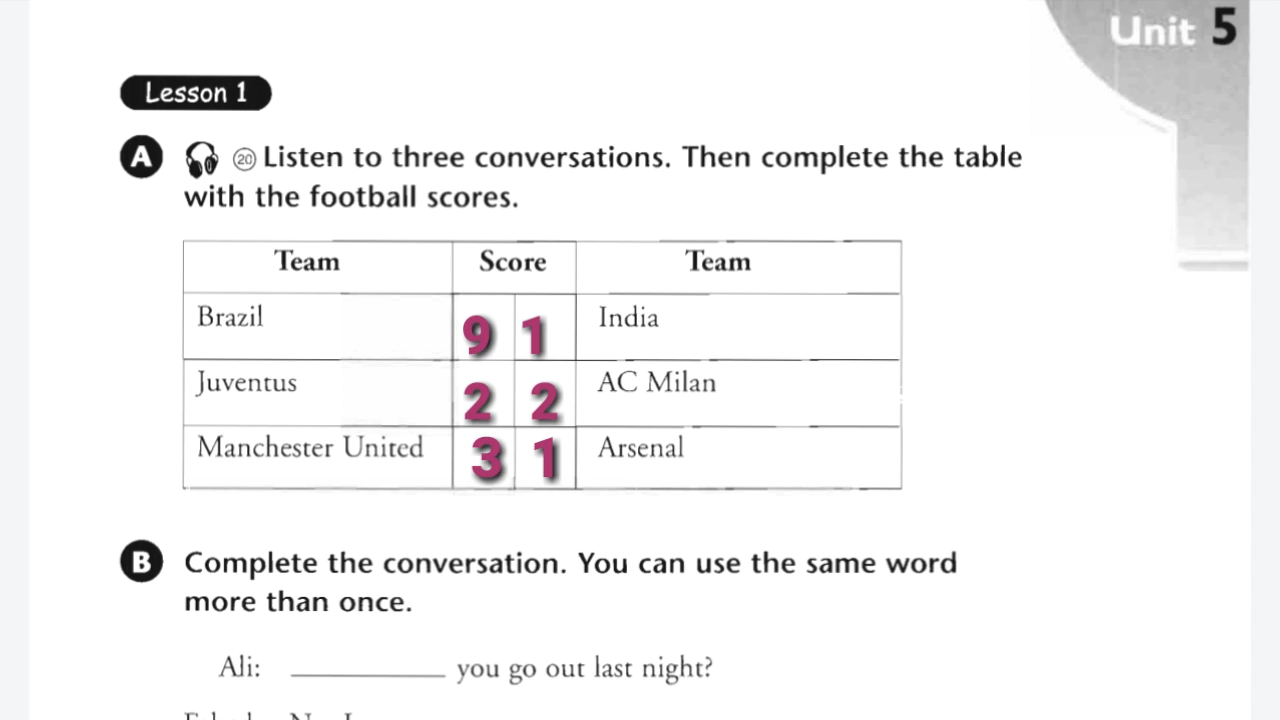 Unit 5
Lesson 1
A 20 Listen to three conversations. Then complete the table
with the football scores.
Team Score Team
Brazil 9 1 India
Juventus 2 2 AC Milan
Manchester United 3 1 Arsenal
B Complete the conversation. You can use the same word
more than once.
Ali: __________ you go out last night?